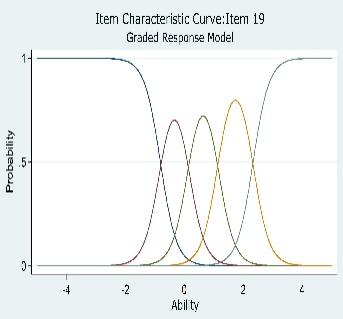 Item Characteristic Curve:Item 19
Graded Response Model
Probability
1
.5
0
-4
-2
0
2
4
Ability